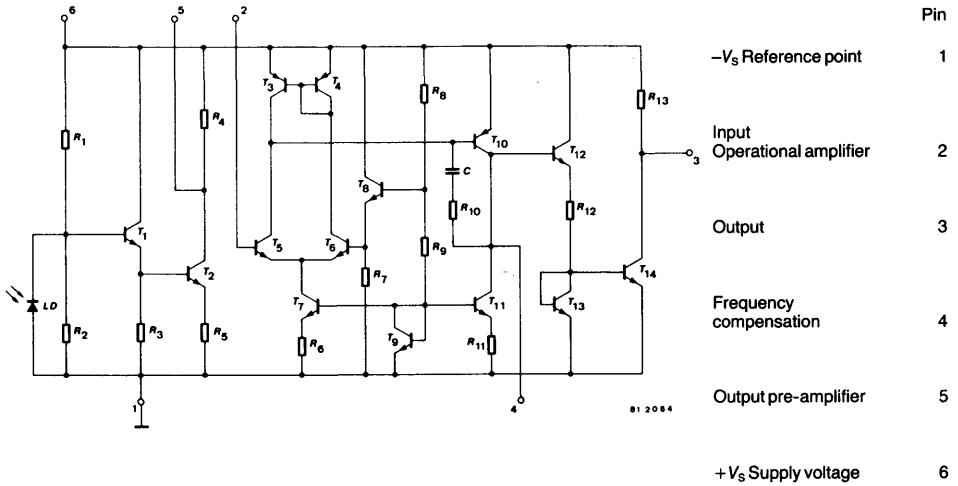 6
5
2
R1
R4
T3
T4
R8
R13
T10
T12
3
C
T8
R10
R12
T1
T5
T6
R9
T2
R7
T14
LD
T7
T11
T13
R2
R3
R5
R6
T9
R11
1
4
81 2084
Pin
−VS Reference point 1
Input
Operational amplifier 2
Output 3
Frequency
compensation 4
Output pre-amplifier 5
+VS Supply voltage 6